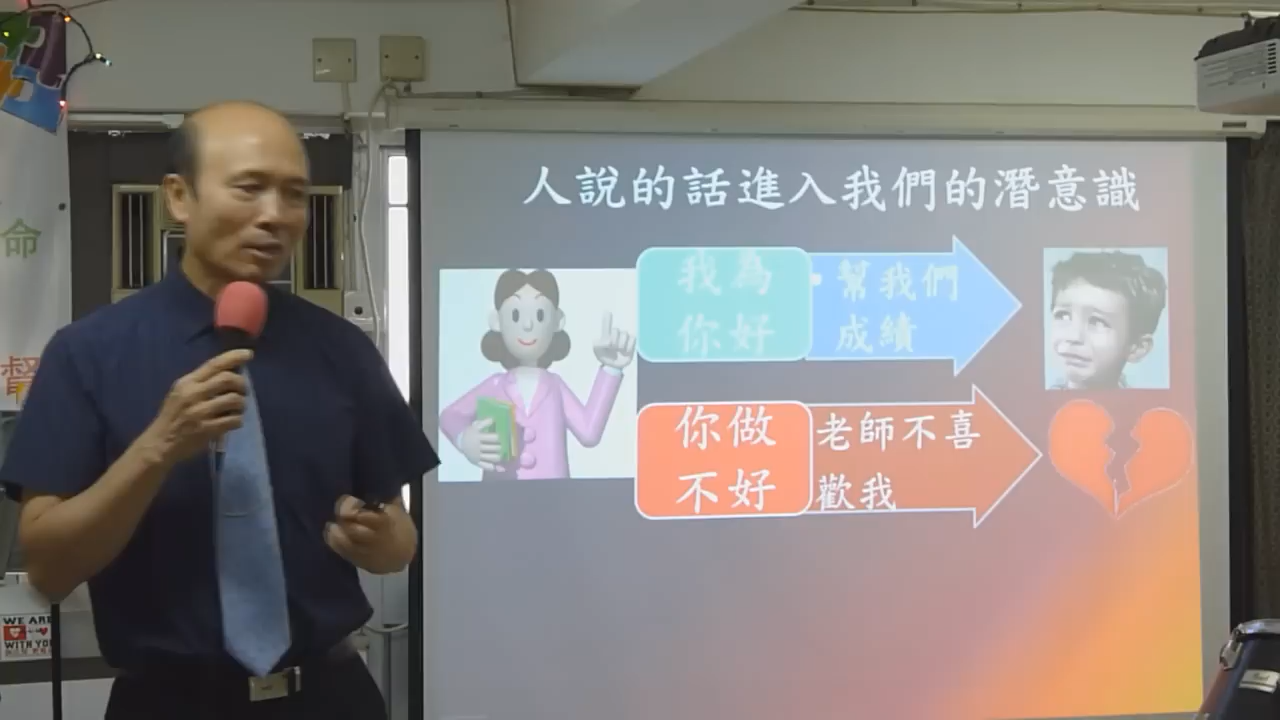 人說的話進入我們的潛意識
我為
你好
• 幫我們
成績
你做
不好
老師不喜
歡我
命
督
WE ARE
WITH YOU